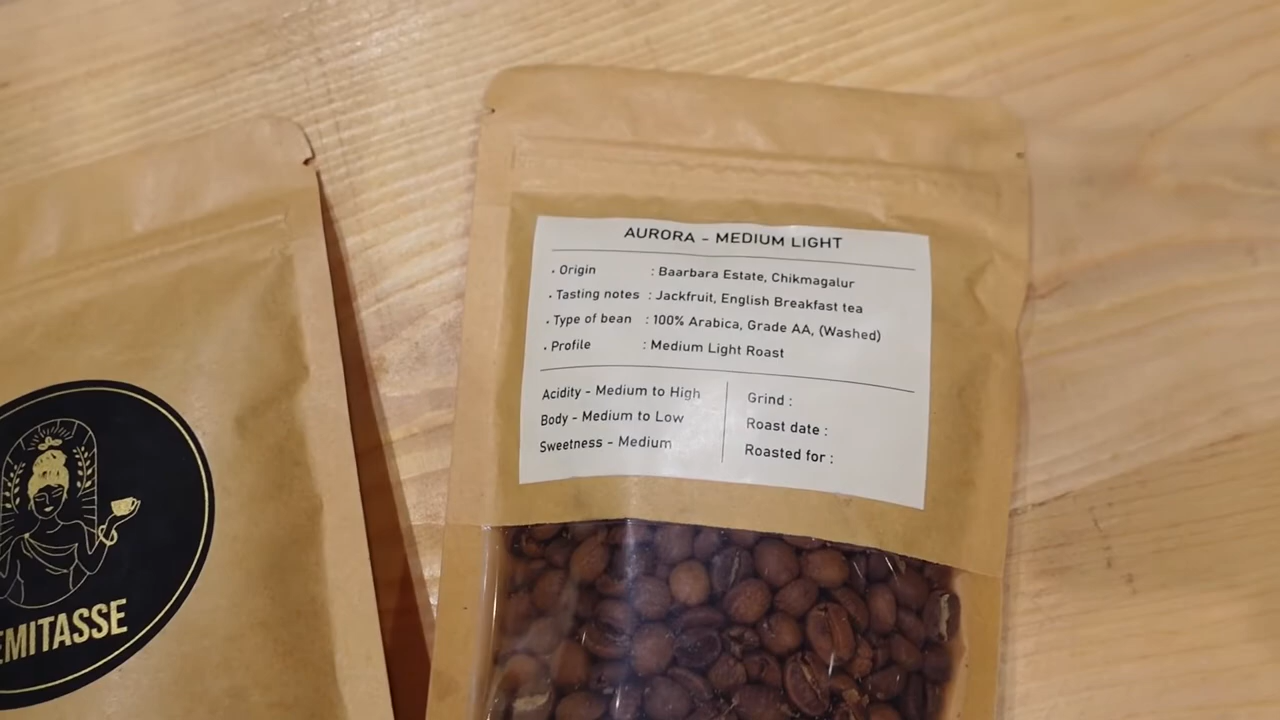 AURORA - MEDIUM LIGHT
. Origin : Baarbara Estate, Chikmagalur
. Tasting notes : Jackfruit, English Breakfast tea
. Type of bean : 100% Arabica, Grade AA, (Washed)
. Profile : Medium Light Roast
Acidity - Medium to High
Body - Medium to Low
Sweetness - Medium
Grind :
Roast date :
Roasted for :
EMITASSE